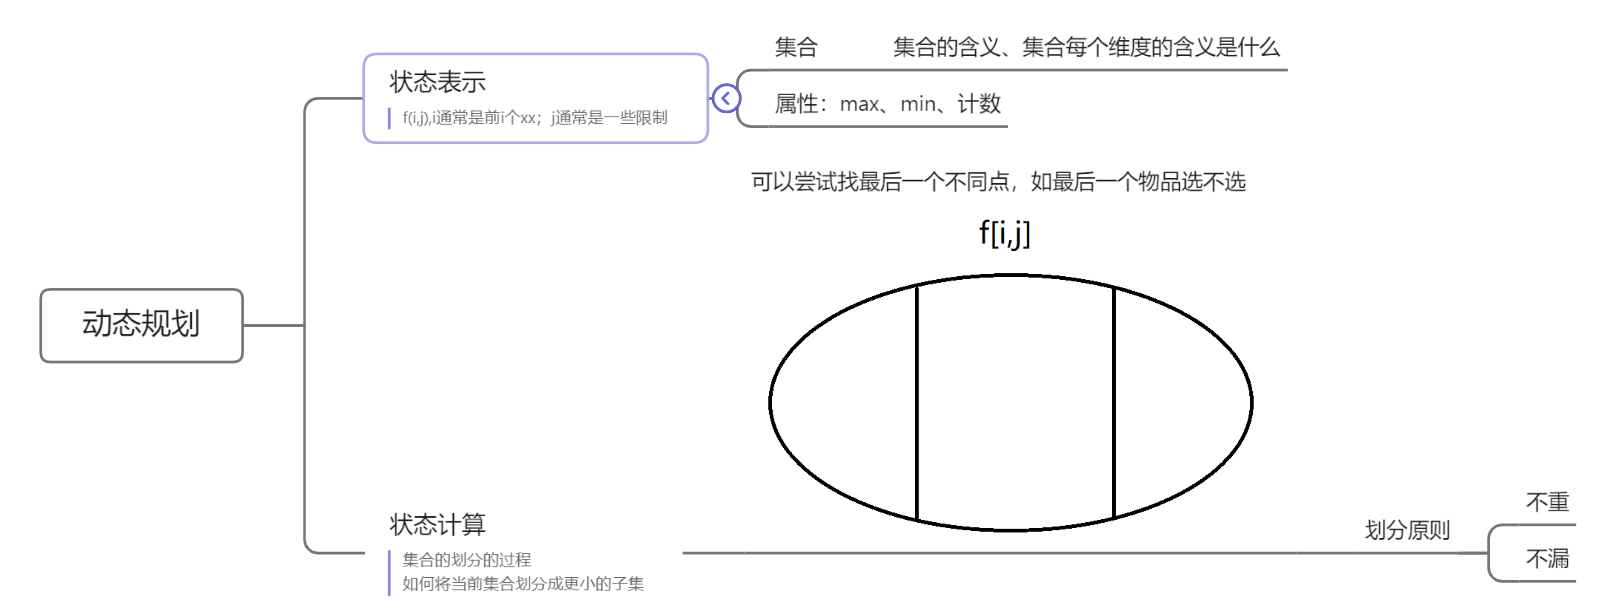 动态规划
状态表示
f(i,j),i通常是前i个xx；j通常是一些限制
集合
集合的含义、集合每个维度的含义是什么
属性：max、min、计数
可以尝试找最后一个不同点，如最后一个物品选不选
f[i,j]
状态计算
集合的划分的过程
如何将当前集合划分成更小的子集
划分原则
不重
不漏